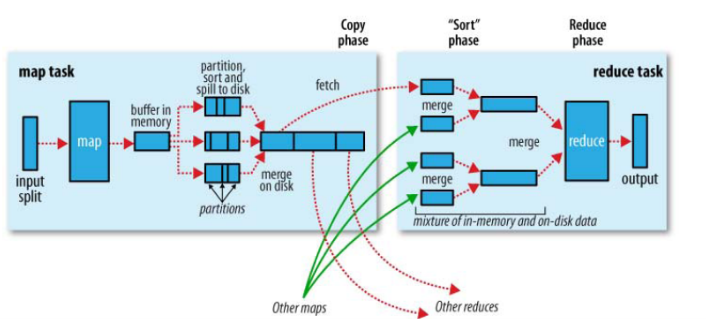 Copy
phase
"Sort"
phase
Reduce
phase
map task
partition,
sort and
spill to disk
fetch
reduce task
buffer in
memory
map
merge
merge
reduce
input
split
merge
on disk
merge
output
partitions
mixture of in-memory and on-disk data
Other maps
Other reduces